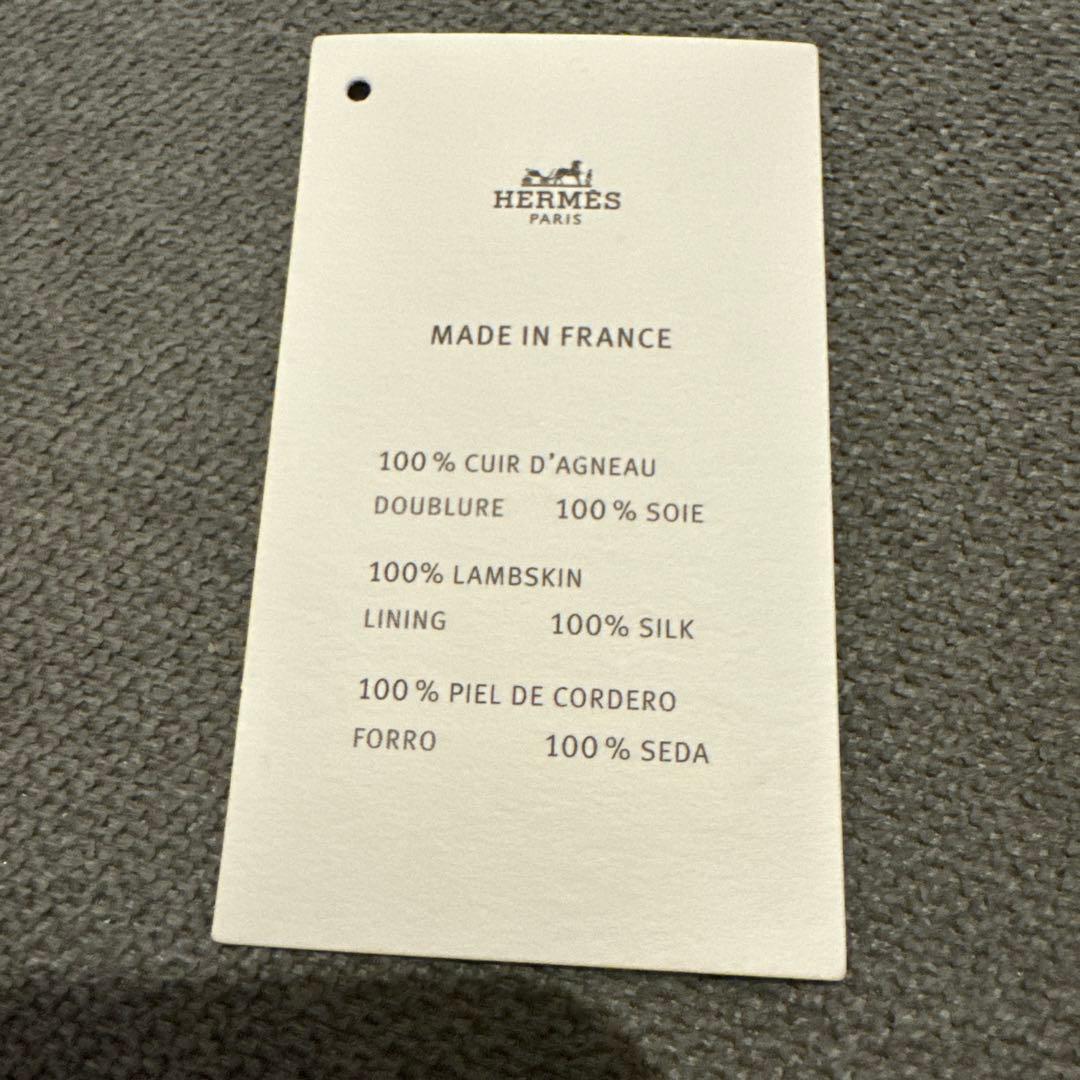 HERMÈS
PARIS
MADE IN FRANCE
100 % CUIR D'AGNEAU
DOUBLURE 100 % SOIE
100% LAMBSKIN
LINING 100% SILK
100 % PIEL DE CORDERO
FORRO 100 % SEDA